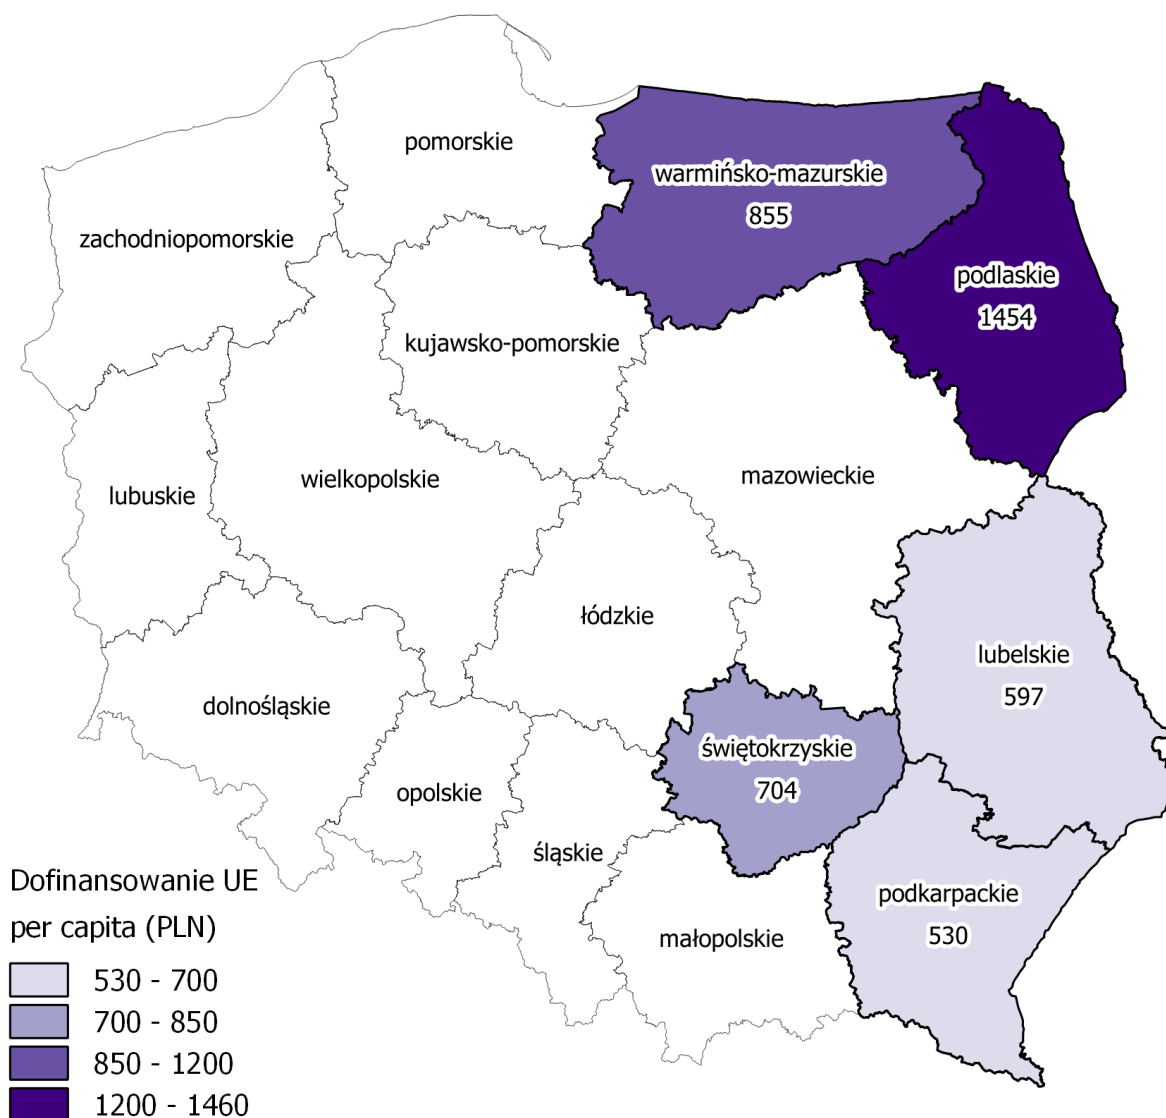 pomorskie
warmińsko-mazurskie
855
zachodniopomorskie
podlaskie
1454
kujawsko-pomorskie
mazowieckie
wielkopolskie
lubuskie
łódzkie
lubelskie
597
dolnośląskie
świętokrzyskie
704
opolskie
śląskie
podkarpackie
530
małopolskie
Dofinansowanie UE
per capita (PLN)
530 - 700
700 - 850
850 - 1200
1200 - 1460